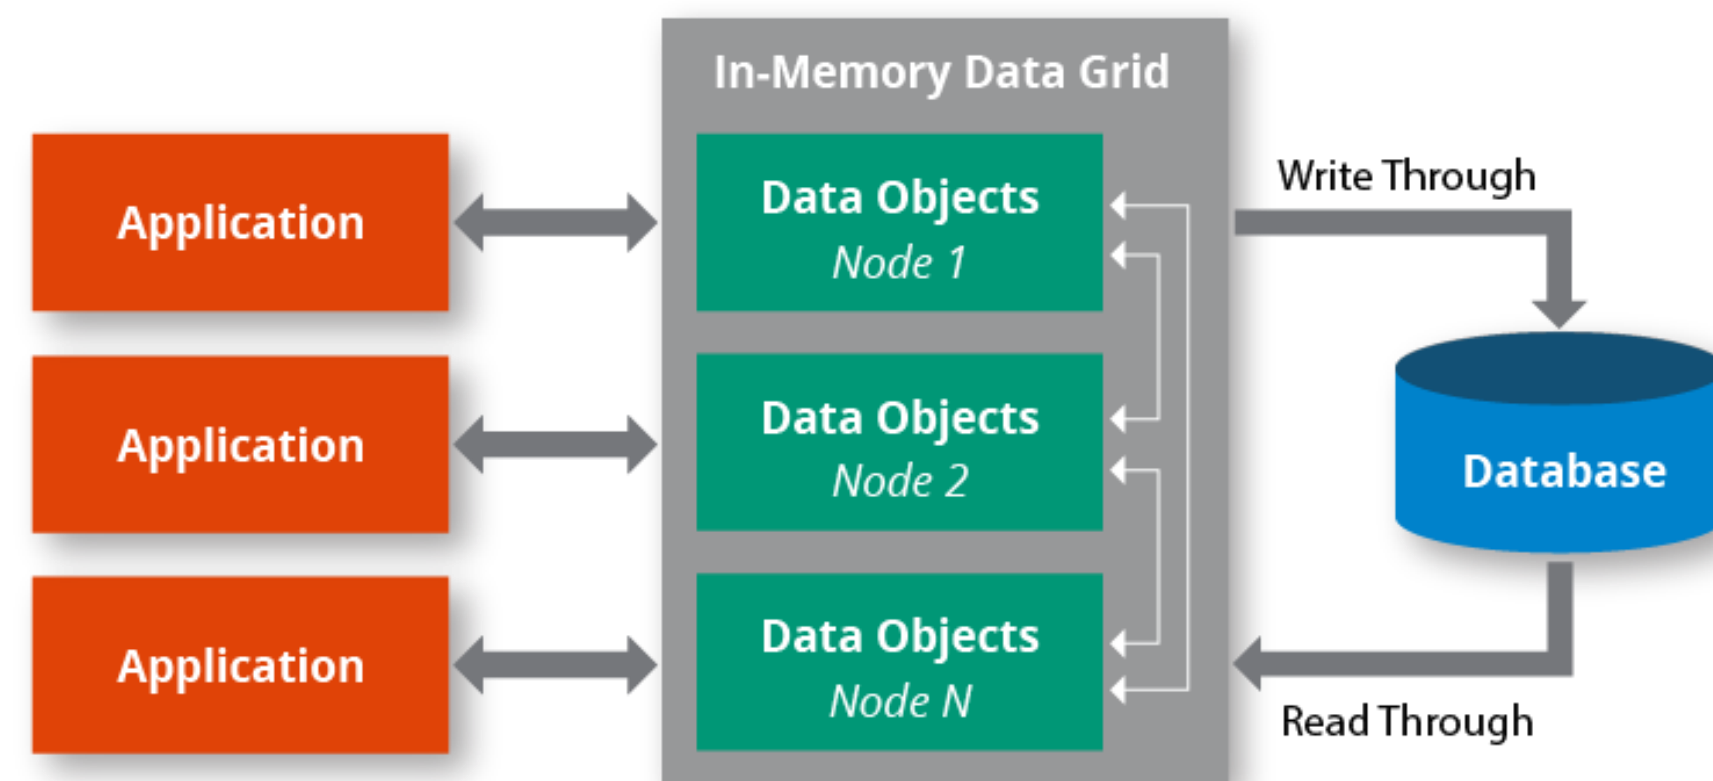 In-Memory Data Grid
Application
Data Objects
Node 1
Write Through
Application
Data Objects
Node 2
Database
Application
Data Objects
Node N
Read Through